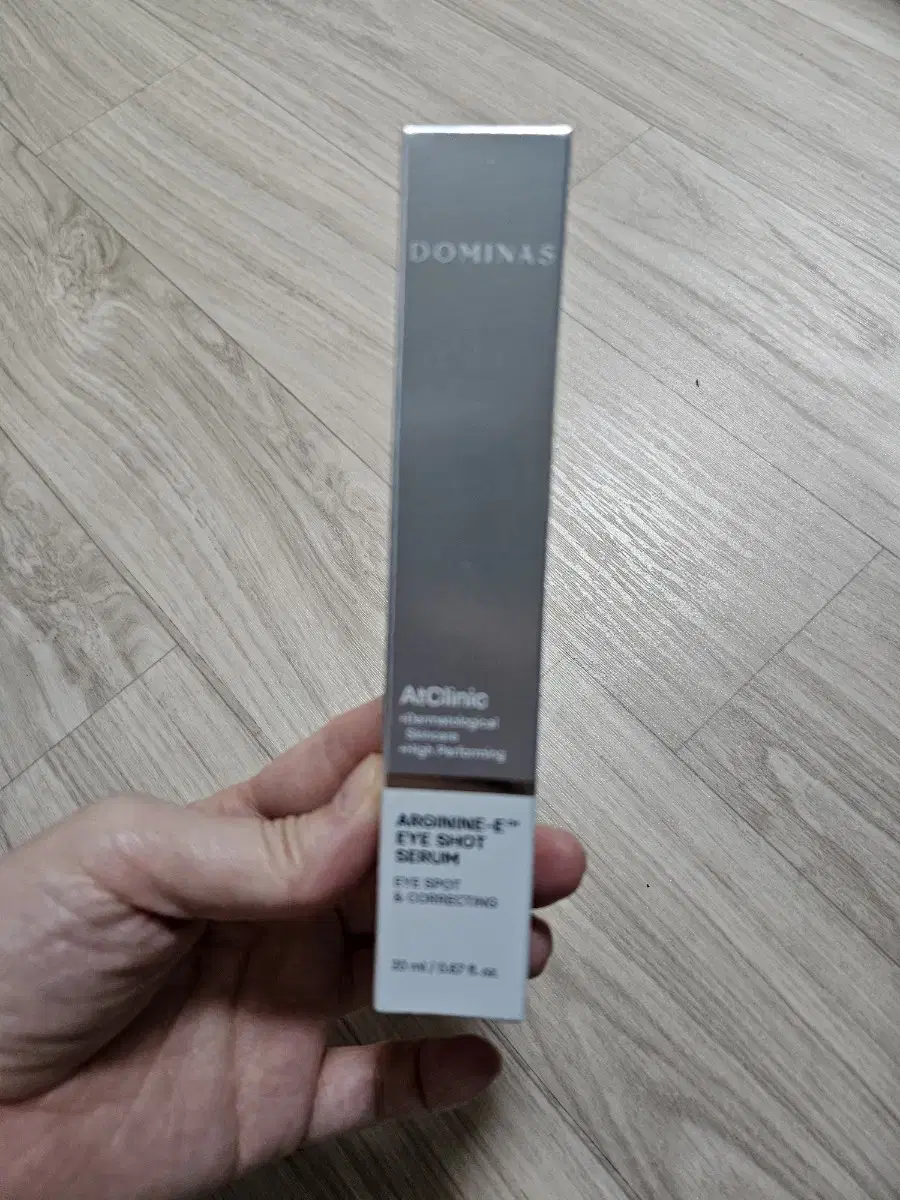 DOMINAS
AtClinic
•Dermatological
Skincare
•High Performing
ARGININE-E™
EYE SHOT
SERUM
EYE SPOT
& CORRECTING
20 ml / 0.67 fl. oz.